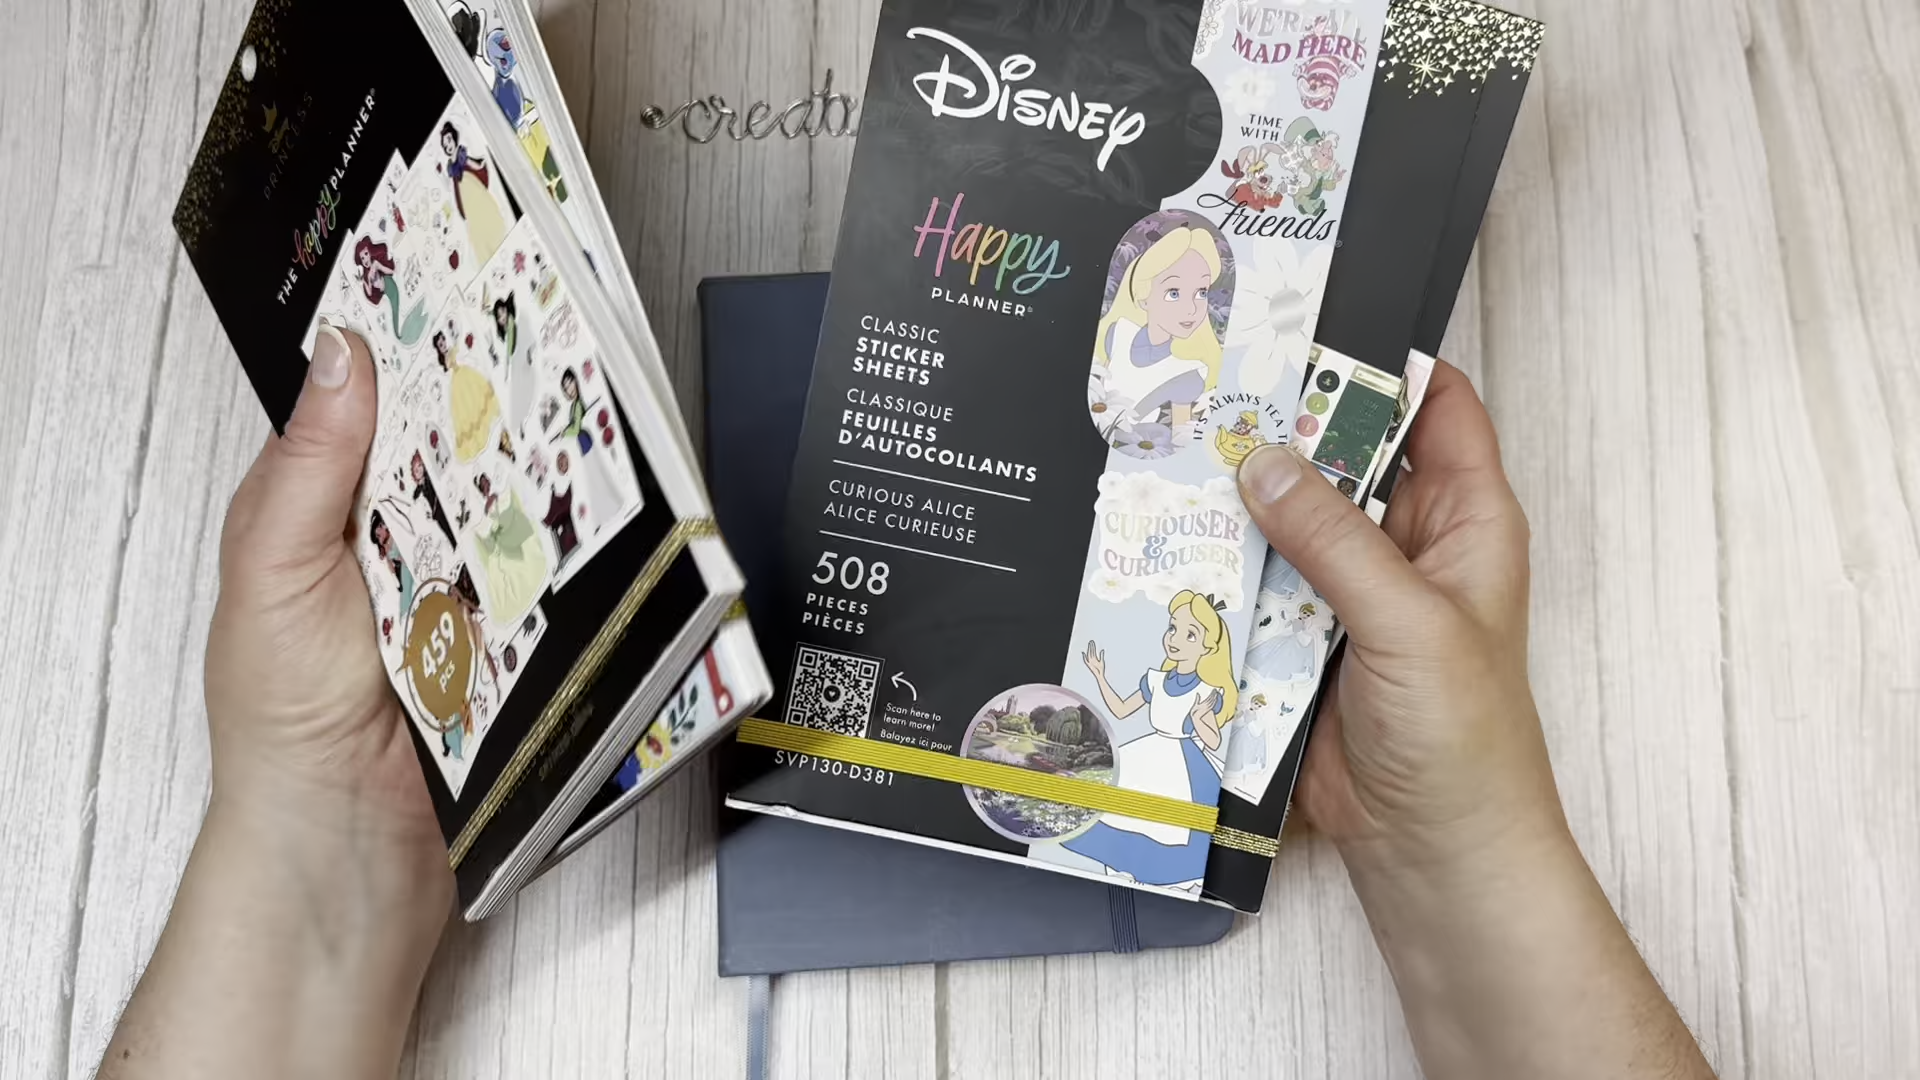 Disney
PRINCESS
THE happy PLANNER®
459
PCS
create
Disney
Happy
PLANNER®
CLASSIC
STICKER
SHEETS
CLASSIQUE
FEUILLES
D'AUTOCOLLANTS
CURIOUS ALICE
ALICE CURIEUSE
508
PIECES
PIÈCES
Scan here to
learn more!
Balayez ici pour
SVP130-D381
WE'RE ALL
MAD HERE
TIME
WITH
Friends
IT'S ALWAYS TEA
CURIOUSER
&
CURIOUSER